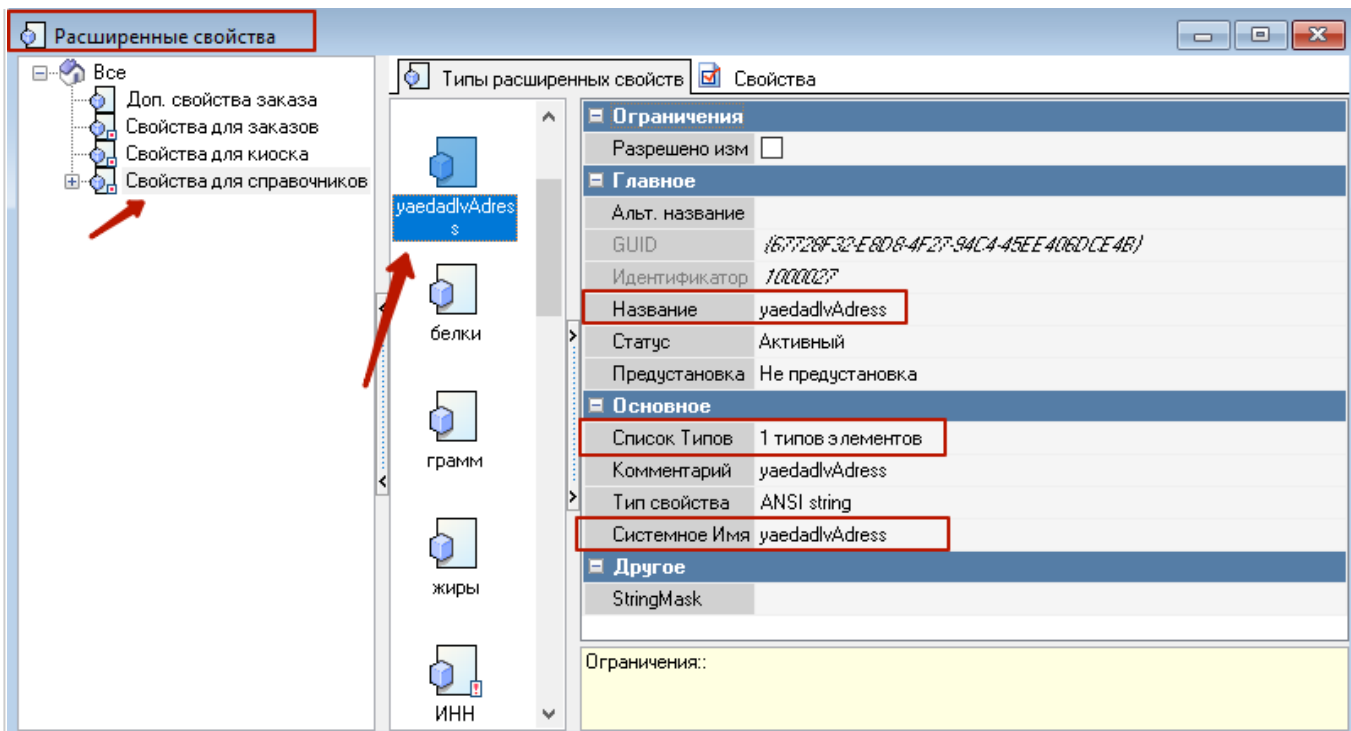 Расширенные свойства
Все
Доп. свойства заказа
Свойства для заказов
Свойства для киоска
Свойства для справочников
Типы расширенных свойств
Свойства
yaedadlvAdres
s
белки
грамм
жиры
ИНН
Ограничения
Разрешено изм
Главное
Альт. название
GUID {67728F32-E8D8-4F27-94C4-45EE406DCE4B}
Идентификатор 1000027
Название yaedadlvAdress
Статус Активный
Предустановка Не предустановка
Основное
Список Типов 1 типов элементов
Комментарий yaedadlvAdress
Тип свойства ANSI string
Системное Имя yaedadlvAdress
Другое
StringMask
Ограничения::